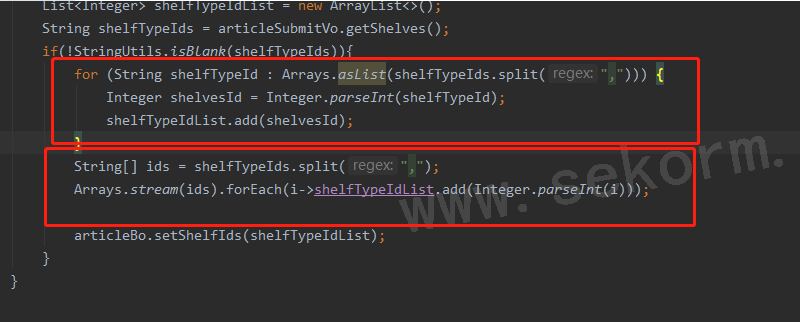 List<Integer> shelfTypeIdList = new ArrayList<>();
String shelfTypeIds = articleSubmitVo.getShelves();
if(!StringUtils.isBlank(shelfTypeIds)){
for (String shelfTypeId : Arrays.asList(shelfTypeIds.split( regex: ","))) {
Integer shelvesId = Integer.parseInt(shelfTypeId);
shelfTypeIdList.add(shelvesId);
}
String[] ids = shelfTypeIds.split( regex: ",");
Arrays.stream(ids).forEach(i->shelfTypeIdList.add(Integer.parseInt(i)));
articleBo.setShelfIds(shelfTypeIdList);
}
}
www.sekorm.